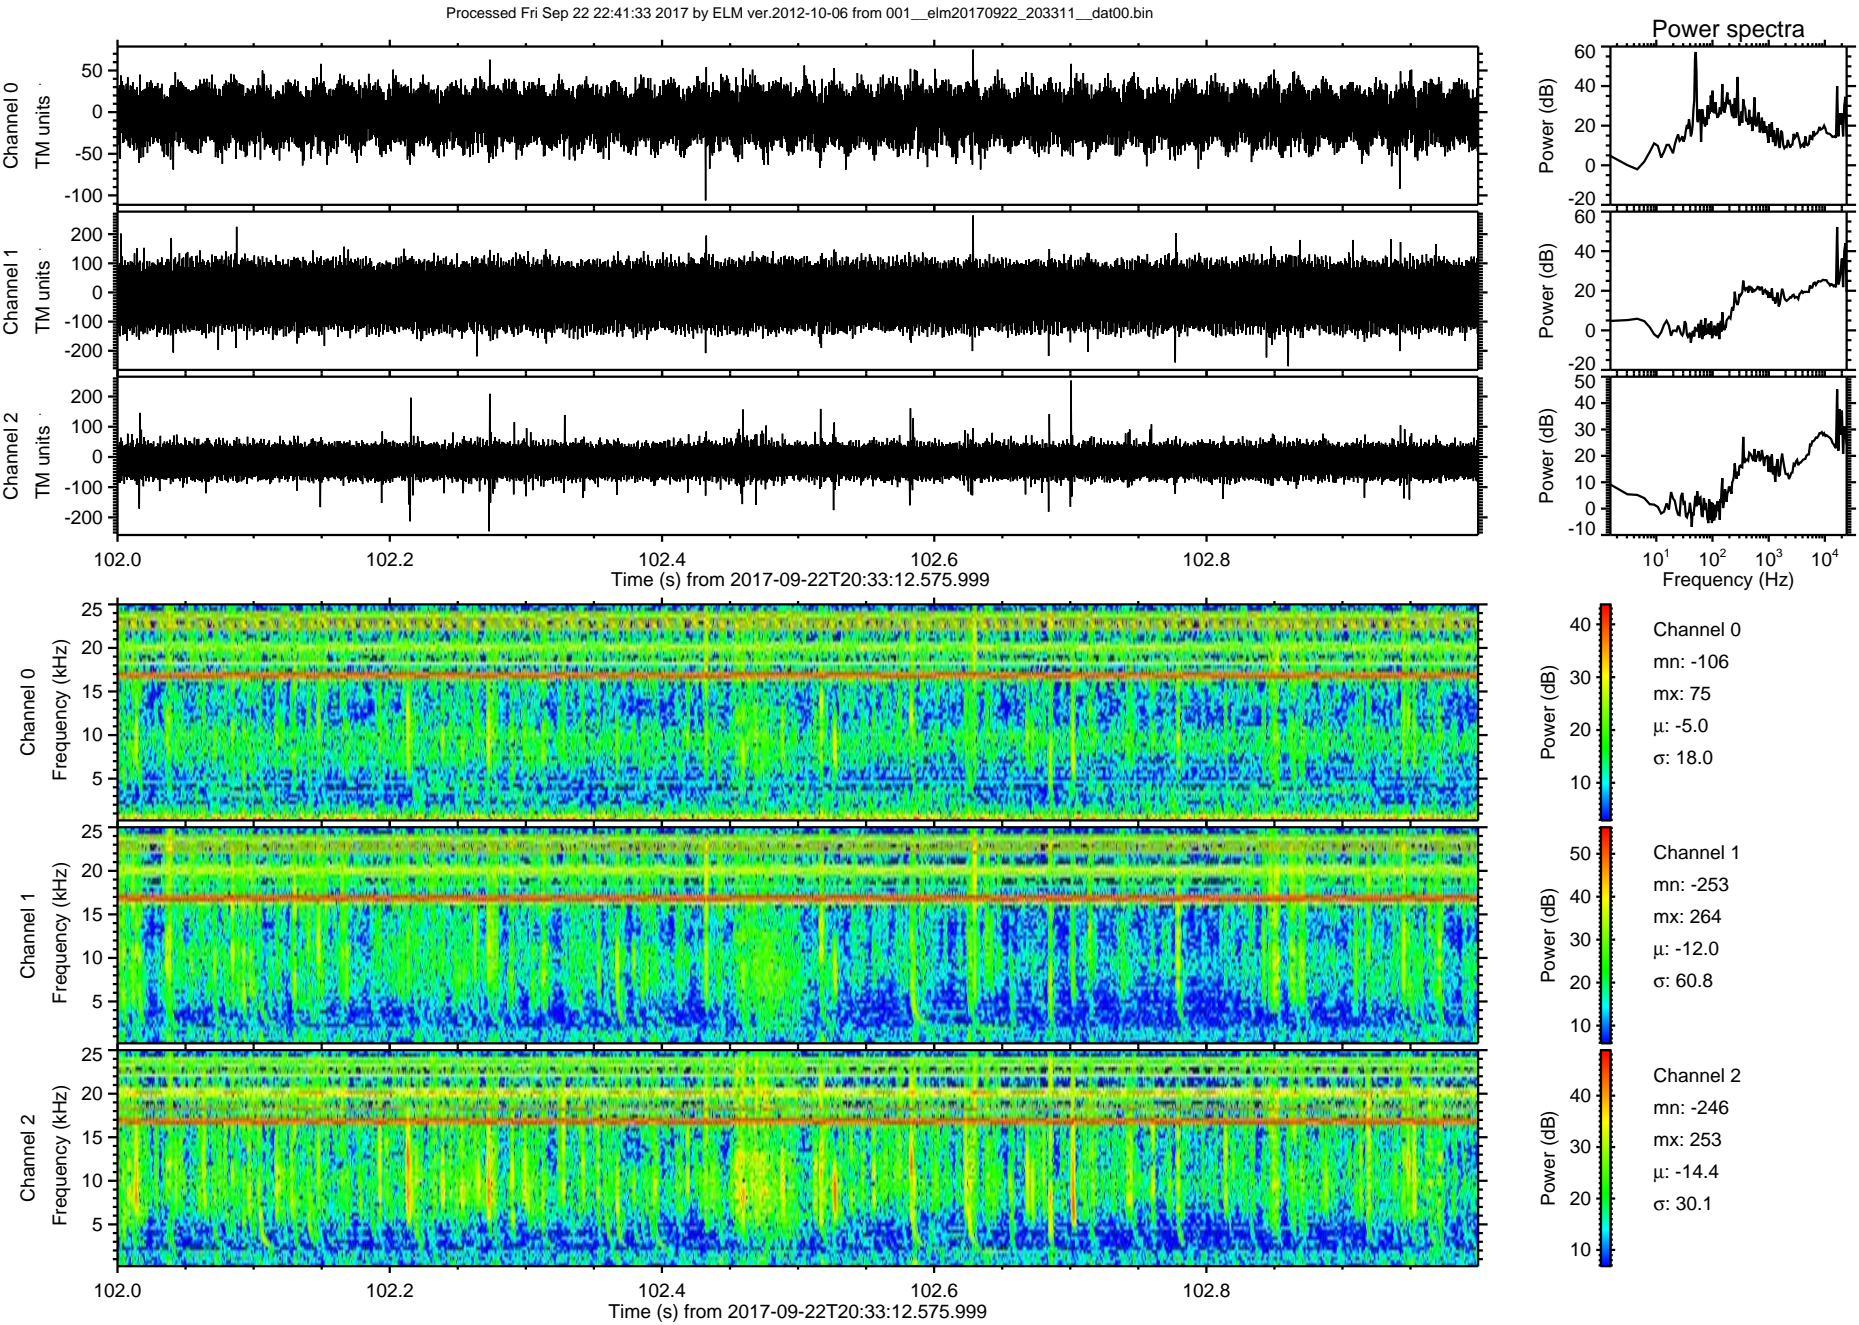 Processed Fri Sep 22 22:41:33 2017 by ELM ver.2012-10-06 from 001__elm20170922_203311__dat00.bin
Power spectra
Channel 0
TM units
50
0
-50
-100
Power (dB)
60
40
20
0
-20
Channel 1
TM units
200
100
0
-100
-200
Power (dB)
60
40
20
0
-20
Channel 2
TM units
200
100
0
-100
-200
Power (dB)
50
40
30
20
10
0
-10
102.0 102.2 102.4 102.6 102.8
Time (s) from 2017-09-22T20:33:12.575.999
10^1 10^2 10^3 10^4
Frequency (Hz)
Channel 0
Frequency (kHz)
25
20
15
10
5
Power (dB)
40
30
20
10
Channel 0
mn: -106
mx: 75
μ: -5.0
σ: 18.0
Channel 1
Frequency (kHz)
25
20
15
10
5
Power (dB)
50
40
30
20
10
Channel 1
mn: -253
mx: 264
μ: -12.0
σ: 60.8
Channel 2
Frequency (kHz)
25
20
15
10
5
Power (dB)
40
30
20
10
Channel 2
mn: -246
mx: 253
μ: -14.4
σ: 30.1
102.0 102.2 102.4 102.6 102.8
Time (s) from 2017-09-22T20:33:12.575.999